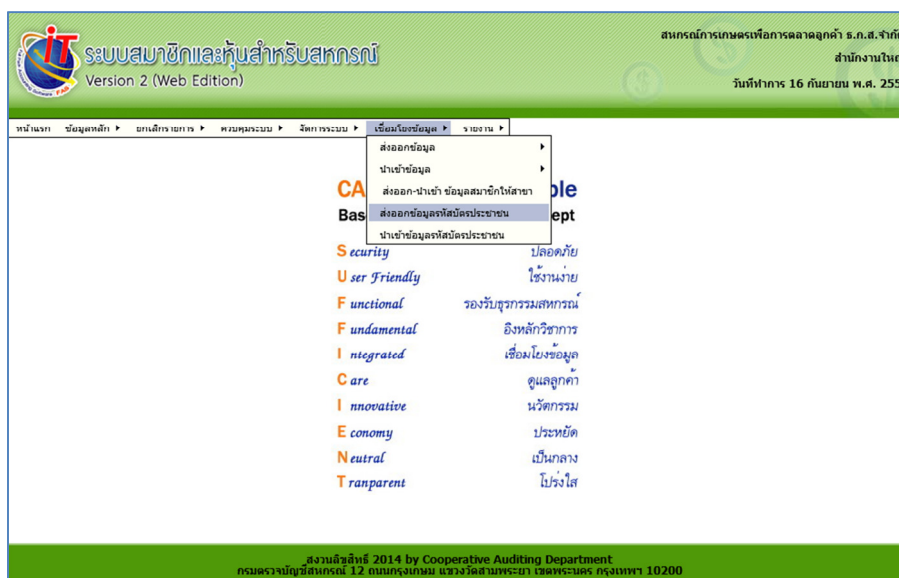 สหกรณ์การเกษตรเพื่อการตลาดลูกค้า ธ.ก.ส.จำกั
ระบบสมาชิกและหุ้นสำหรับสหกรณ์
สำนักงานใหญ
Version 2 (Web Edition)
วันที่ทำการ 16 กันยายน พ.ศ. 255
หน้าแรก ข้อมูลหลัก ยกเลิกรายการ ควบคุมระบบ จัดการระบบ เชื่อมโยงข้อมูล รายงาน
ส่งออกข้อมูล
นำเข้าข้อมูล
ส่งออก-นำเข้า ข้อมูลสมาชิกให้สาขา
ส่งออกข้อมูลรหัสบัตรประชาชน
นำเข้าข้อมูลรหัสบัตรประชาชน
CA ble
Bas ept
Security ปลอดภัย
User Friendly ใช้งานง่าย
Functional รองรับธุรกรรมสหกรณ์
Fundamental อิงหลักวิชาการ
Integrated เชื่อมโยงข้อมูล
Care ดูแลลูกค้า
Innovative นวัตกรรม
Economy ประหยัด
Neutral เป็นกลาง
Tranparent โปร่งใส
สงวนลิขสิทธิ์ 2014 by Cooperative Auditing Department
กรมตรวจบัญชีสหกรณ์ 12 ถนนกรุงเกษม แขวงวัดสามพระยา เขตพระนคร กรุงเทพฯ 10200